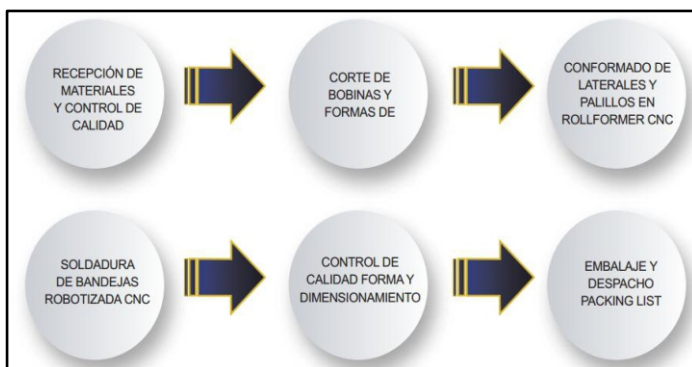 RECEPCIÓN DE
MATERIALES
Y CONTROL DE
CALIDAD
CORTE DE
BOBINAS Y
FORMAS DE
CONFORMADO DE
LATERALES Y
PALILLOS EN
ROLLFORMER CNC
SOLDADURA
DE BANDEJAS
ROBOTIZADA CNC
CONTROL DE
CALIDAD FORMA Y
DIMENSIONAMIENTO
EMBALAJE Y
DESPACHO
PACKING LIST